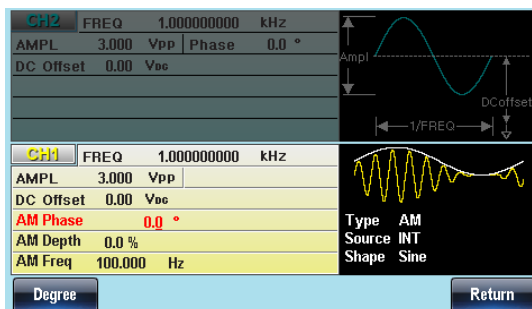 CH2 FREQ 1.000000000 kHz
AMPL 3.000 VPP Phase 0.0 °
DC Offset 0.00 VDC
Ampl
DCoffset
1/FREQ
CH1 FREQ 1.000000000 kHz
AMPL 3.000 VPP
DC Offset 0.00 VDC
AM Phase 0.0 °
AM Depth 0.0 %
AM Freq 100.000 Hz
Type AM
Source INT
Shape Sine
Degree
Return